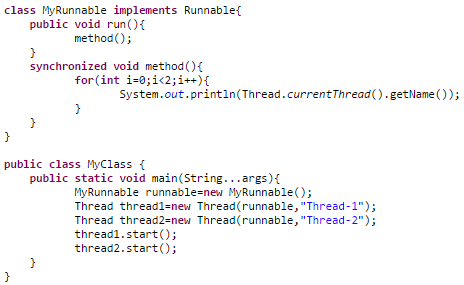 class MyRunnable implements Runnable{
    public void run(){
          method();
    }
    synchronized void method(){
          for(int i=0;i<2;i++){
                 System.out.println(Thread.currentThread().getName());
          }
    }
}
public class MyClass {
    public static void main(String...args){
          MyRunnable runnable=new MyRunnable();
          Thread thread1=new Thread(runnable,"Thread-1");
          Thread thread2=new Thread(runnable,"Thread-2");
          thread1.start();
          thread2.start();
    }
}